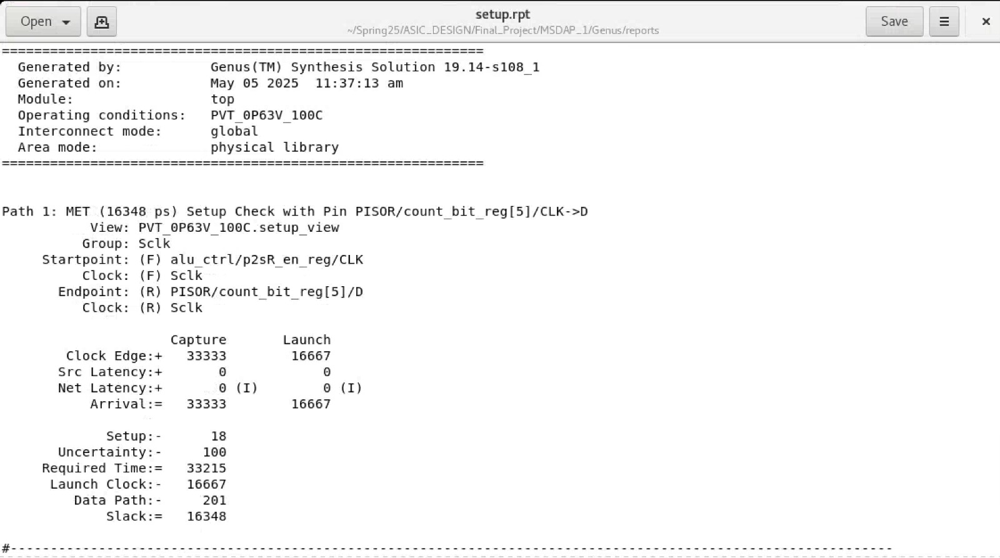 Open
setup.rpt
~/Spring25/ASIC_DESIGN/Final_Project/MSDAP_1/Genus/reports
Save
============================================================
Generated by: Genus(TM) Synthesis Solution 19.14-s108_1
Generated on: May 05 2025 11:37:13 am
Module: top
Operating conditions: PVT_0P63V_100C
Interconnect mode: global
Area mode: physical library
============================================================
Path 1: MET (16348 ps) Setup Check with Pin PISOR/count_bit_reg[5]/CLK->D
View: PVT_0P63V_100C.setup_view
Group: Sclk
Startpoint: (F) alu_ctrl/p2sR_en_reg/CLK
Clock: (F) Sclk
Endpoint: (R) PISOR/count_bit_reg[5]/D
Clock: (R) Sclk
Capture Launch
Clock Edge:+ 33333 16667
Src Latency:+ 0 0
Net Latency:+ 0 (I) 0 (I)
Arrival:= 33333 16667
Setup:- 18
Uncertainty:- 100
Required Time:= 33215
Launch Clock:- 16667
Data Path:- 201
Slack:= 16348
#--------------------------------------------------------------------------------------------------------------